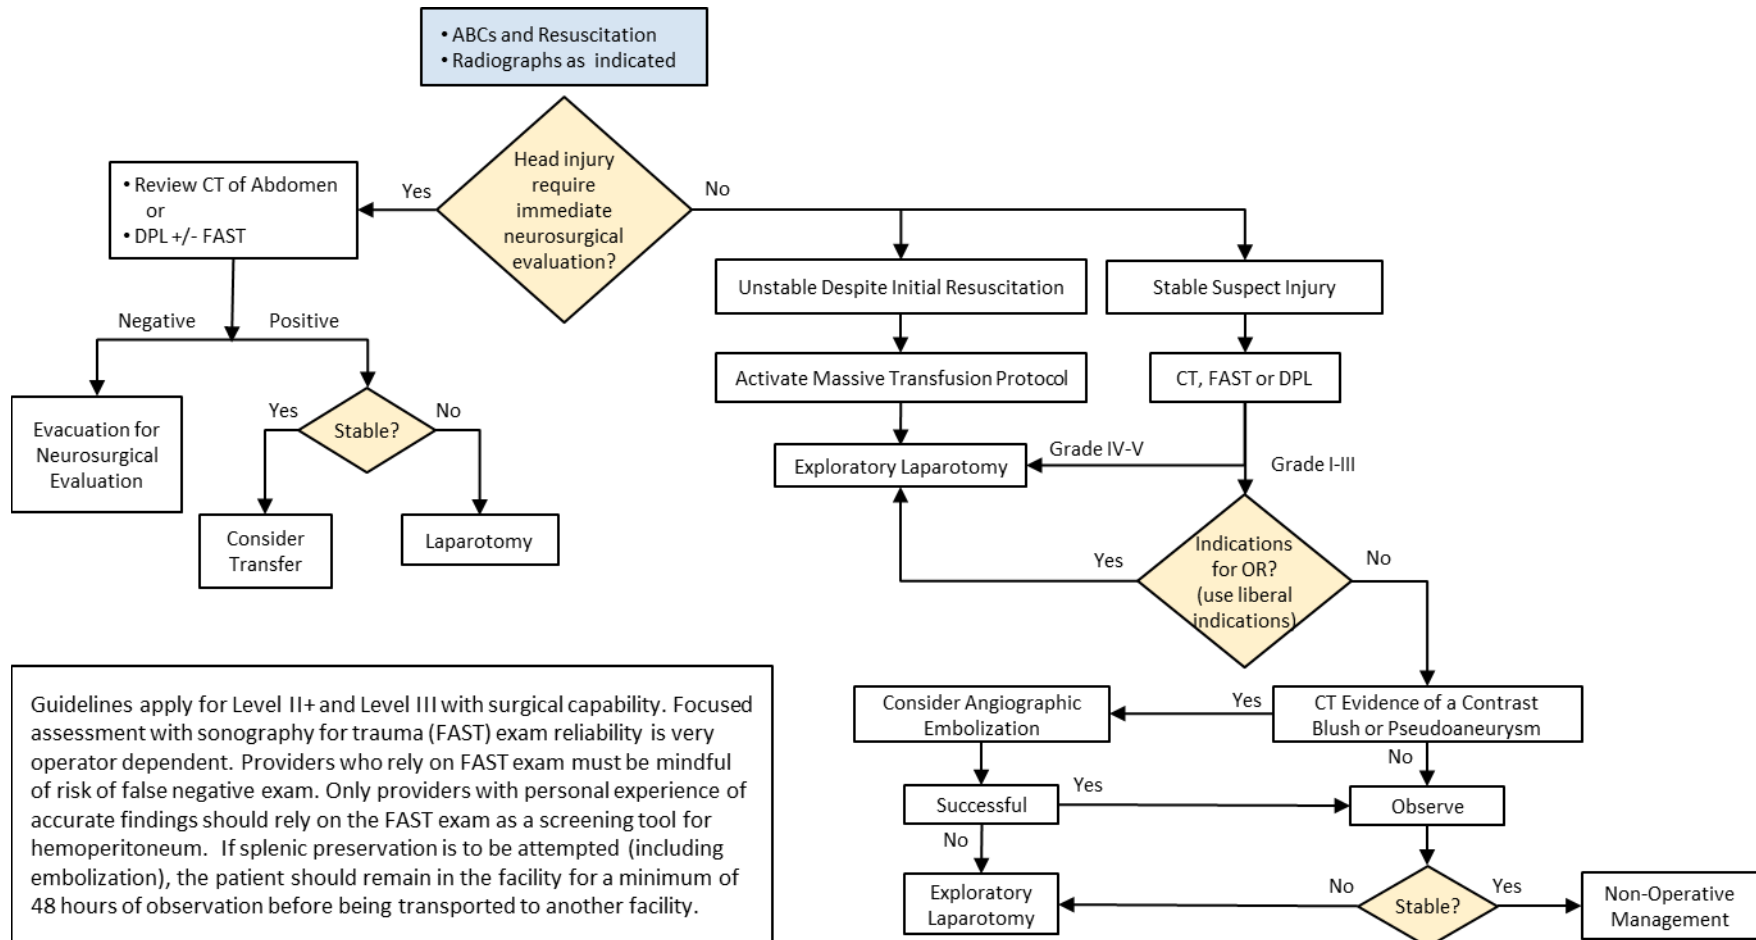 • ABCs and Resuscitation
• Radiographs as indicated
Head injury
require
immediate
neurosurgical
evaluation?
Yes
No
• Review CT of Abdomen
or
• DPL +/- FAST
Negative
Positive
Evacuation for
Neurosurgical
Evaluation
Yes
No
Stable?
Consider
Transfer
Laparotomy
Unstable Despite Initial Resuscitation
Stable Suspect Injury
Activate Massive Transfusion Protocol
CT, FAST or DPL
Exploratory Laparotomy
Grade IV-V
Grade I-III
Indications
for OR?
(use liberal
indications)
Yes
No
Consider Angiographic
Embolization
Yes
CT Evidence of a Contrast
Blush or Pseudoaneurysm
No
Successful
Yes
Observe
No
Exploratory
Laparotomy
No
Stable?
Yes
Non-Operative
Management
Guidelines apply for Level II+ and Level III with surgical capability. Focused
assessment with sonography for trauma (FAST) exam reliability is very
operator dependent. Providers who rely on FAST exam must be mindful
of risk of false negative exam. Only providers with personal experience of
accurate findings should rely on the FAST exam as a screening tool for
hemoperitoneum.  If splenic preservation is to be attempted (including
embolization), the patient should remain in the facility for a minimum of
48 hours of observation before being transported to another facility.